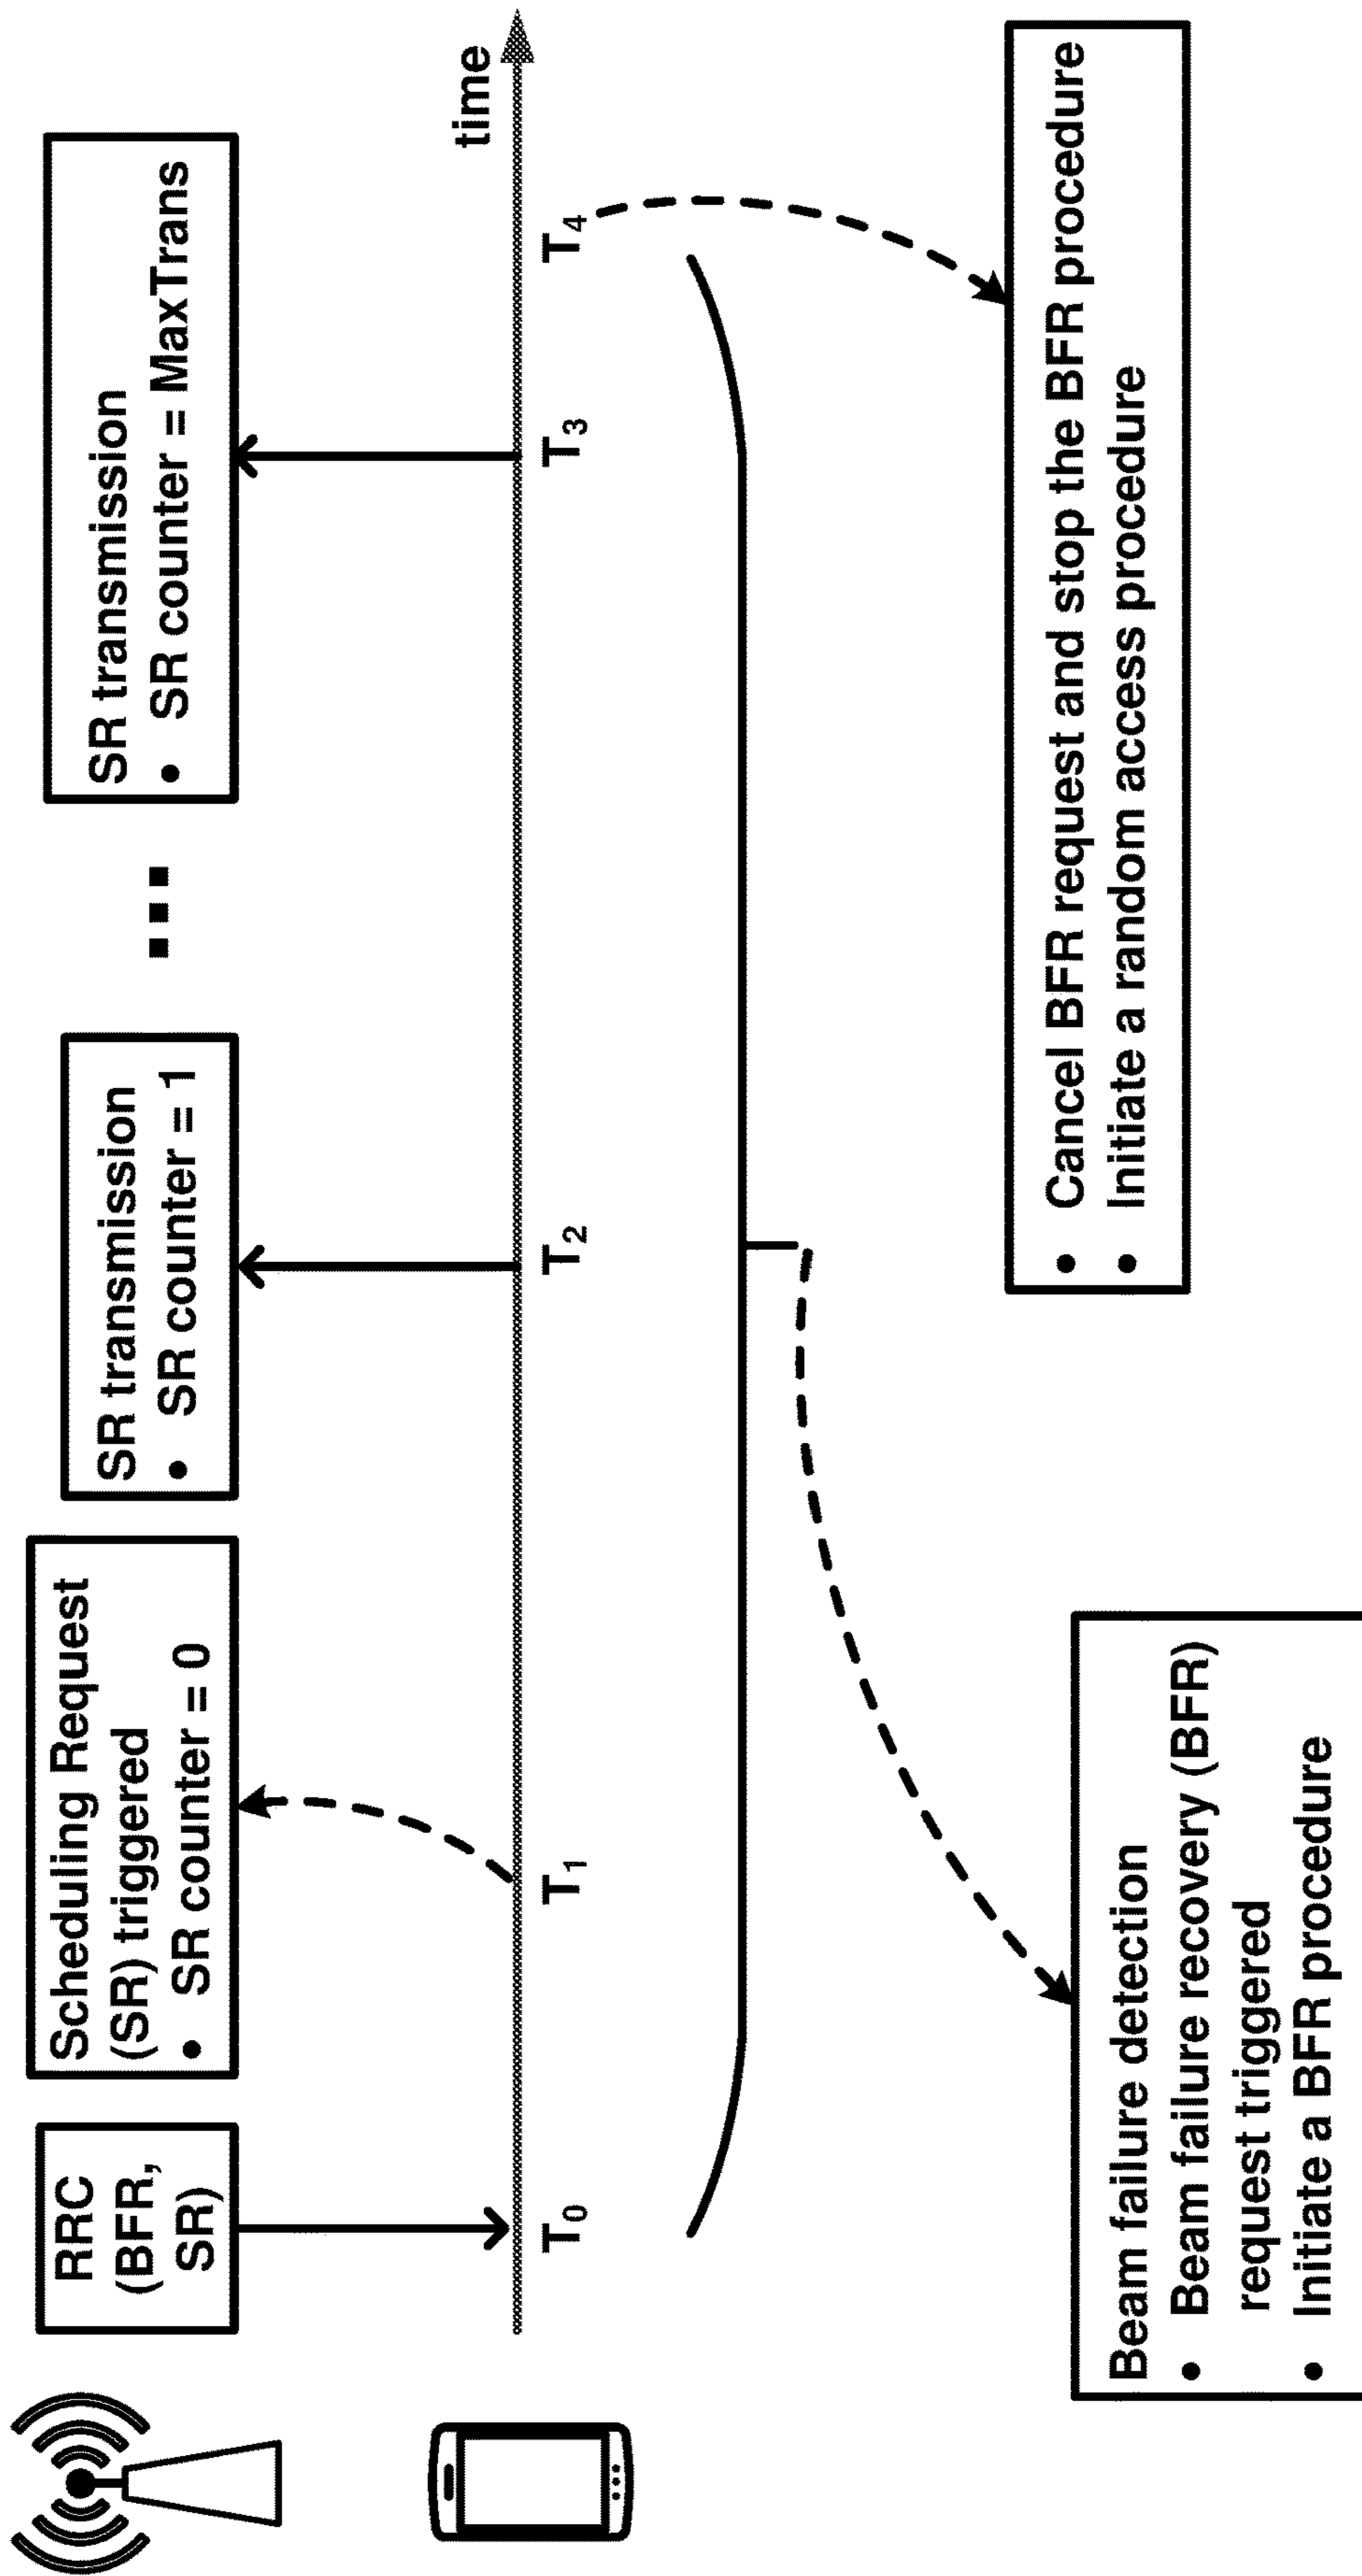 RRC
(BFR,
SR)
Scheduling Request
(SR) triggered
• SR counter = 0
SR transmission
• SR counter = 1
...
SR transmission
• SR counter = MaxTrans
time
T0
T1
T2
T3
T4
Beam failure detection
• Beam failure recovery (BFR)
request triggered
• Initiate a BFR procedure
• Cancel BFR request and stop the BFR procedure
• Initiate a random access procedure